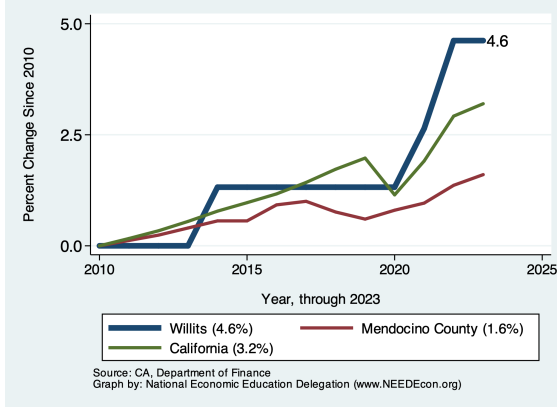 Percent Change Since 2010
5.0
2.5
0.0
4.6
2010 2015 2020 2025
Year, through 2023
Willits (4.6%) Mendocino County (1.6%)
California (3.2%)
Source: CA, Department of Finance
Graph by: National Economic Education Delegation (www.NEEDEcon.org)